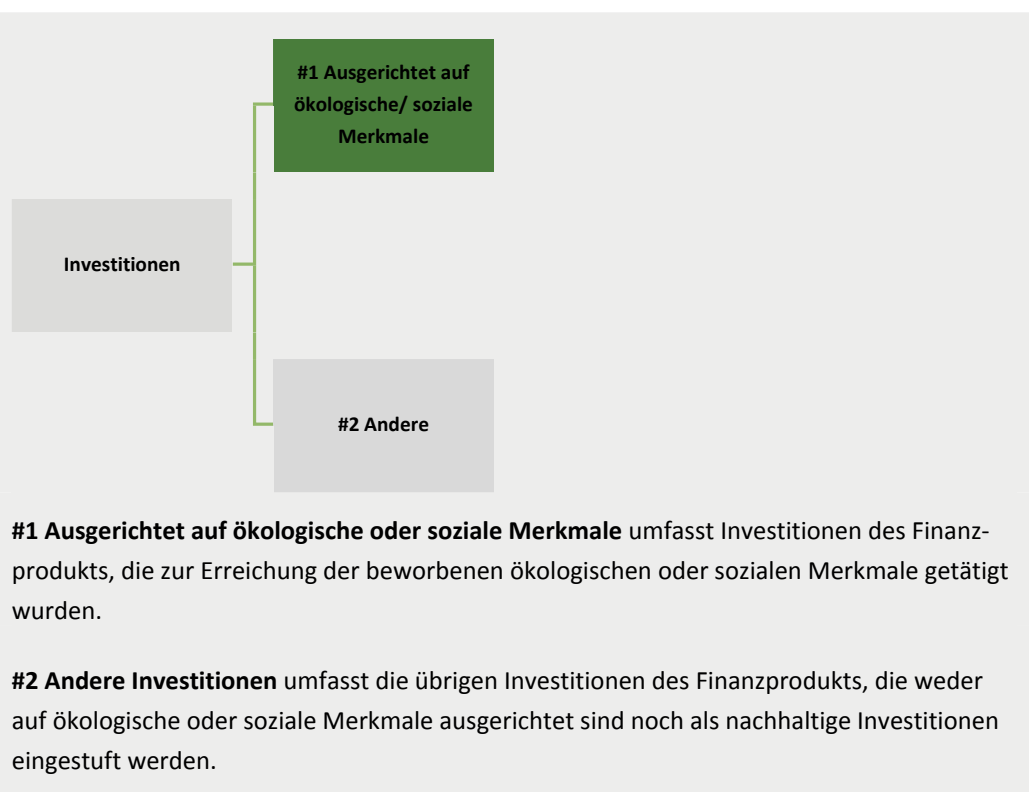 #1 Ausgerichtet auf
ökologische/ soziale
Merkmale
Investitionen
#2 Andere
#1 Ausgerichtet auf ökologische oder soziale Merkmale umfasst Investitionen des Finanz-
produkts, die zur Erreichung der beworbenen ökologischen oder sozialen Merkmale getätigt
wurden.
#2 Andere Investitionen umfasst die übrigen Investitionen des Finanzprodukts, die weder
auf ökologische oder soziale Merkmale ausgerichtet sind noch als nachhaltige Investitionen
eingestuft werden.